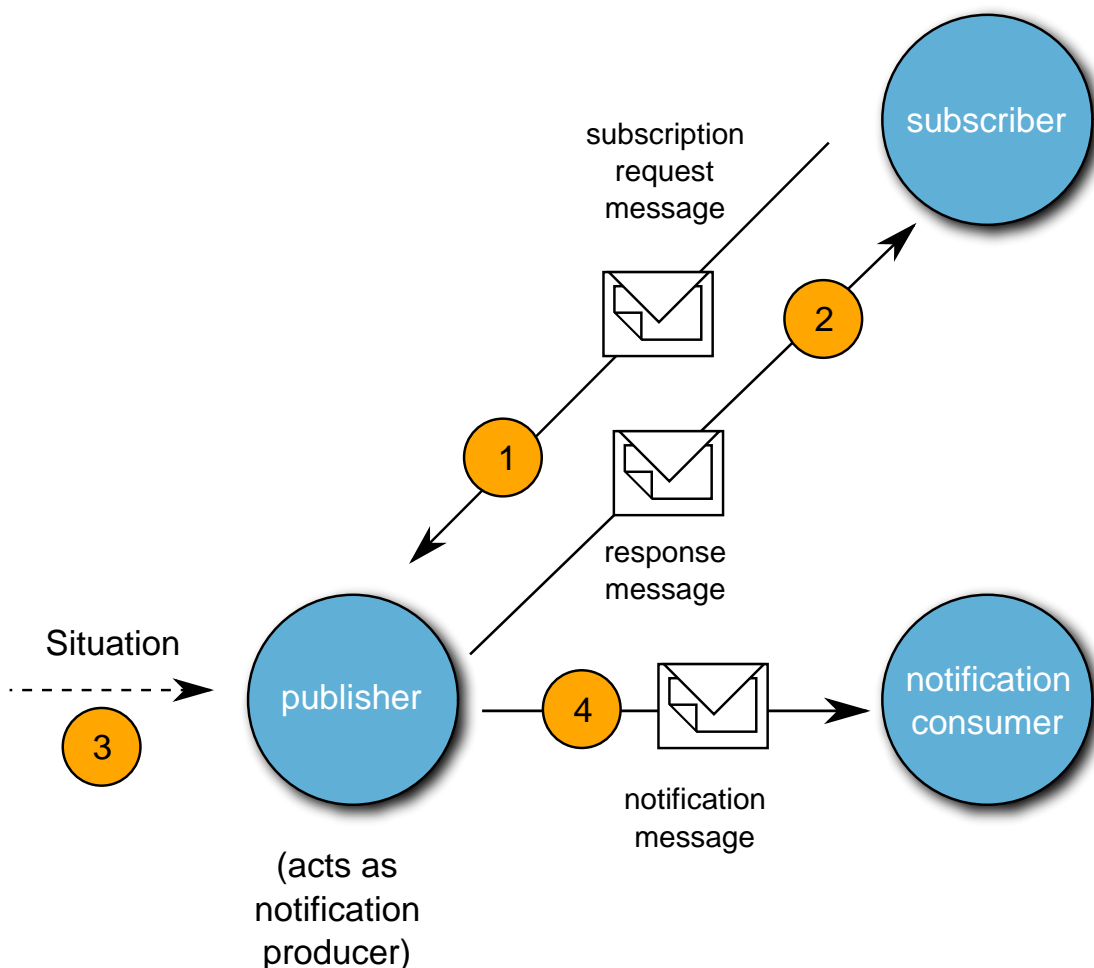 subscriber
subscription
request
message
2
1
response
message
Situation
publisher
3
4
notification
consumer
notification
message
(acts as
notification
producer)